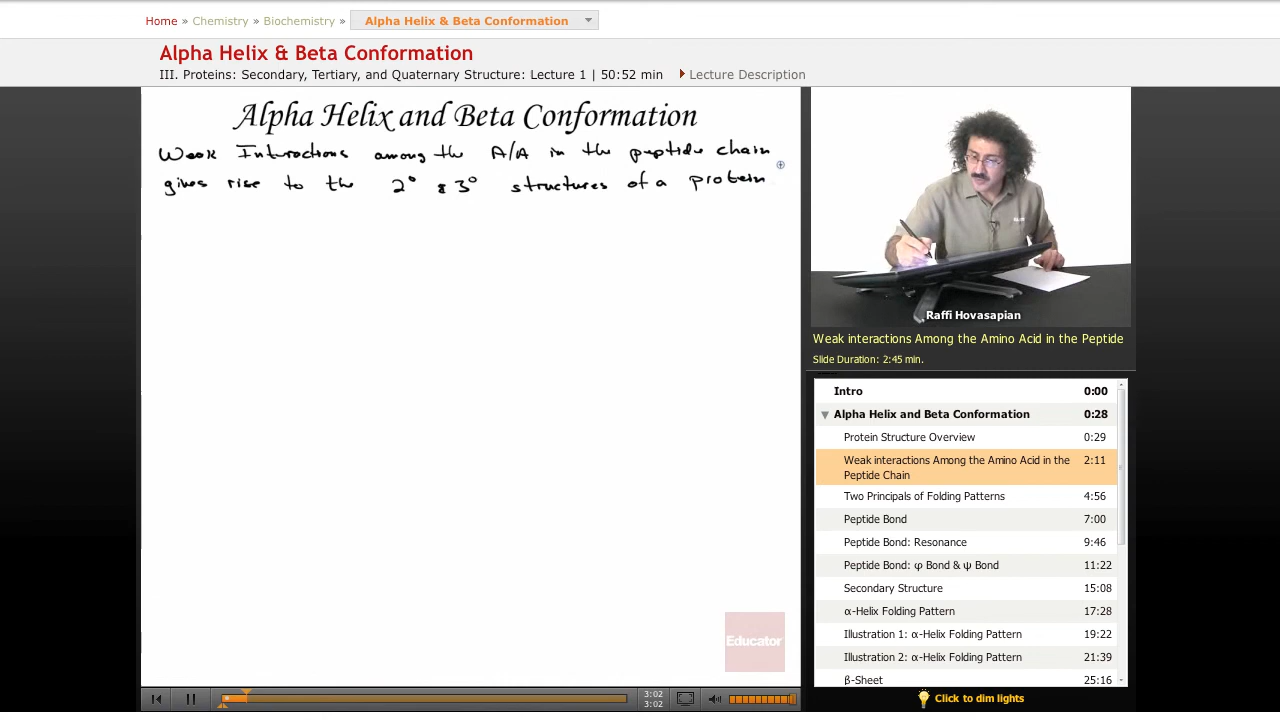 Home » Chemistry » Biochemistry » Alpha Helix & Beta Conformation
Alpha Helix & Beta Conformation
III. Proteins: Secondary, Tertiary, and Quaternary Structure: Lecture 1 | 50:52 min Lecture Description
Alpha Helix and Beta Conformation
Weak Interactions among the A/A in the peptide chain
gives rise to the 2° & 3° structures of a protein
Educator
3:02
3:02
Raffi Hovasapian
Weak interactions Among the Amino Acid in the Peptide
Slide Duration: 2:45 min.
Intro 0:00
Alpha Helix and Beta Conformation 0:28
Protein Structure Overview 0:29
Weak interactions Among the Amino Acid in the 2:11
Peptide Chain
Two Principals of Folding Patterns 4:56
Peptide Bond 7:00
Peptide Bond: Resonance 9:46
Peptide Bond: φ Bond & ψ Bond 11:22
Secondary Structure 15:08
α-Helix Folding Pattern 17:28
Illustration 1: α-Helix Folding Pattern 19:22
Illustration 2: α-Helix Folding Pattern 21:39
β-Sheet 25:16
Click to dim lights